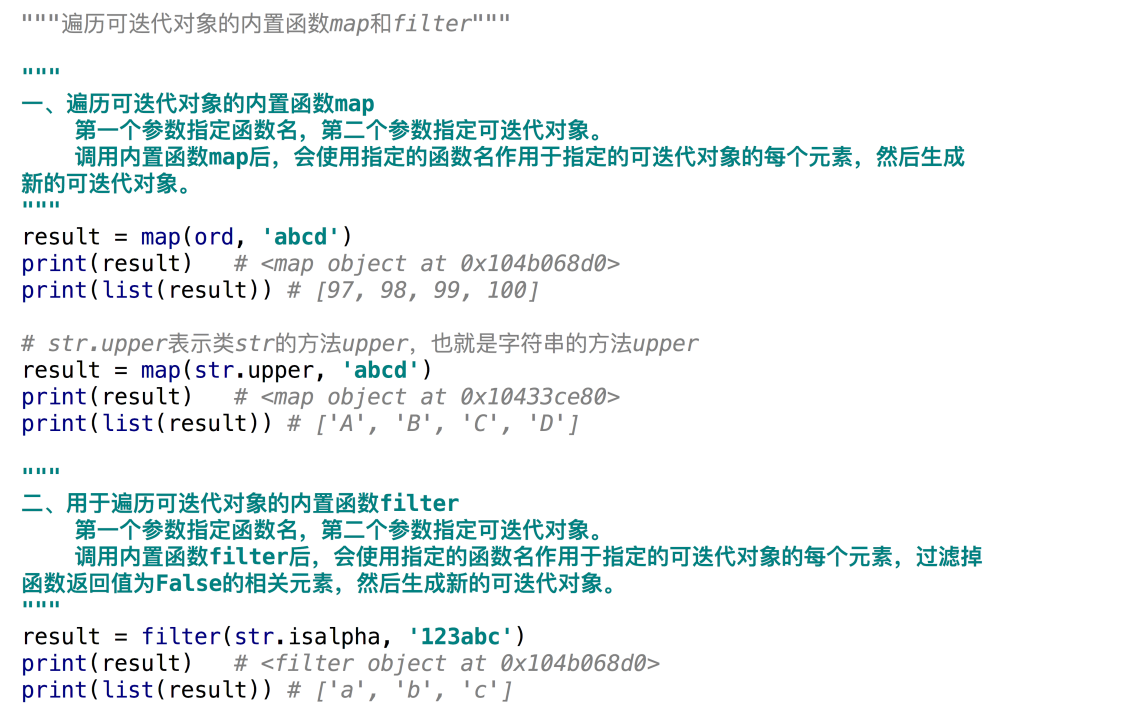 """遍历可迭代对象的内置函数map和filter"""
"""
一、遍历可迭代对象的内置函数map
    第一个参数指定函数名，第二个参数指定可迭代对象。
    调用内置函数map后，会使用指定的函数名作用于指定的可迭代对象的每个元素，然后生成
新的可迭代对象。
"""
result = map(ord, 'abcd')
print(result)   # <map object at 0x104b068d0>
print(list(result)) # [97, 98, 99, 100]
# str.upper表示类str的方法upper，也就是字符串的方法upper
result = map(str.upper, 'abcd')
print(result)   # <map object at 0x10433ce80>
print(list(result)) # ['A', 'B', 'C', 'D']
"""
二、用于遍历可迭代对象的内置函数filter
    第一个参数指定函数名，第二个参数指定可迭代对象。
    调用内置函数filter后，会使用指定的函数名作用于指定的可迭代对象的每个元素，过滤掉
函数返回值为False的相关元素，然后生成新的可迭代对象。
"""
result = filter(str.isalpha, '123abc')
print(result)   # <filter object at 0x104b068d0>
print(list(result)) # ['a', 'b', 'c']